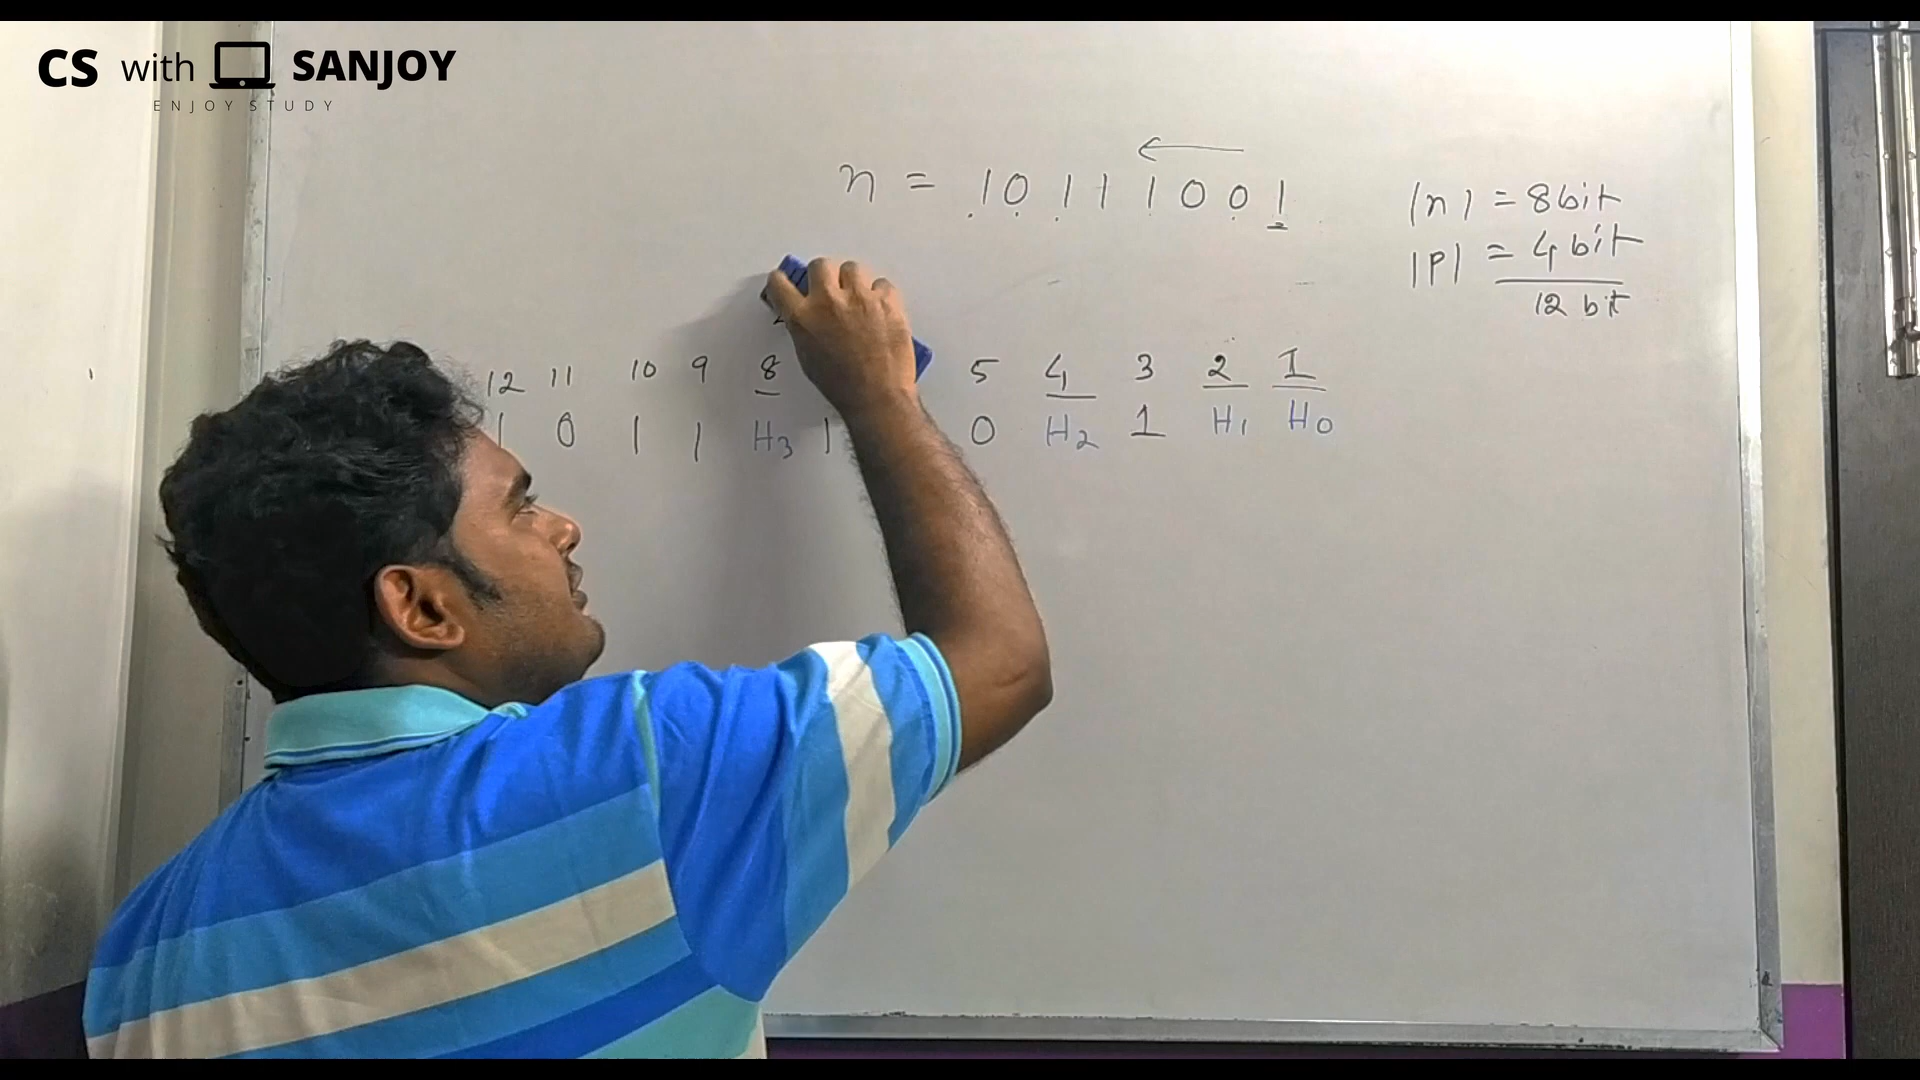 CS with SANJOY
ENJOY STUDY
n = 10111001
|n| = 8bit
|P| = 4 bit
12 bit
12 11 10 9 8 5 4 3 2 1
1 0 1 1 H3 1 0 H2 1 H1 H0